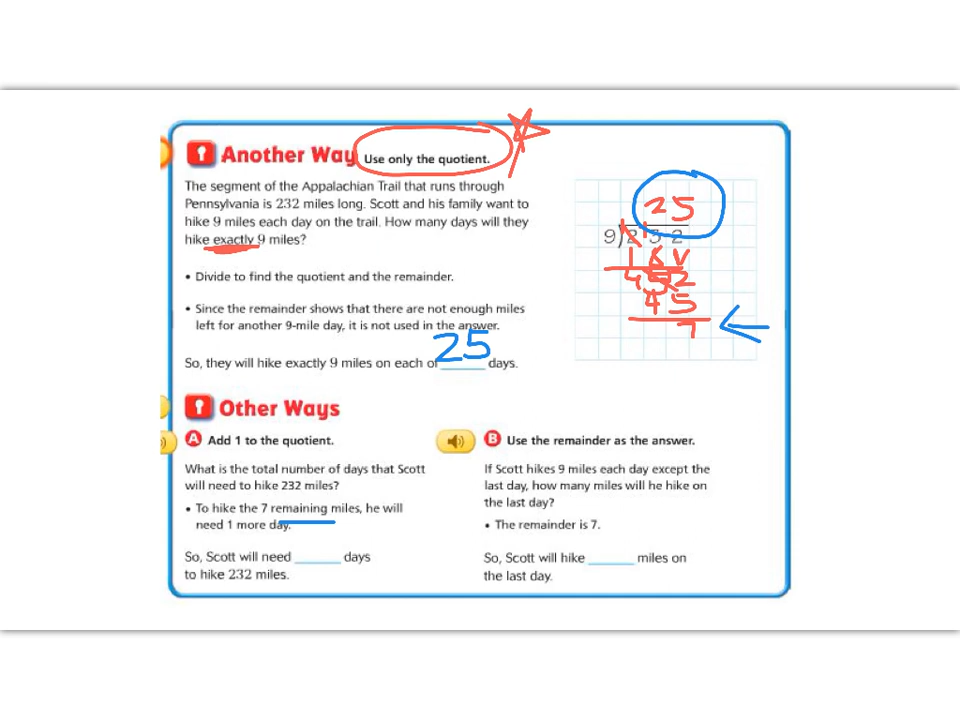 Another Way Use only the quotient.
The segment of the Appalachian Trail that runs through
Pennsylvania is 232 miles long. Scott and his family want to
hike 9 miles each day on the trail. How many days will they
hike exactly 9 miles?
• Divide to find the quotient and the remainder.
• Since the remainder shows that there are not enough miles
left for another 9-mile day, it is not used in the answer.
So, they will hike exactly 9 miles on each of 25 days.
25
9)232
18
52
45
7
Other Ways
A Add 1 to the quotient.
What is the total number of days that Scott
will need to hike 232 miles?
• To hike the 7 remaining miles, he will
need 1 more day.
So, Scott will need ______ days
to hike 232 miles.
B Use the remainder as the answer.
If Scott hikes 9 miles each day except the
last day, how many miles will he hike on
the last day?
• The remainder is 7.
So, Scott will hike ______ miles on
the last day.